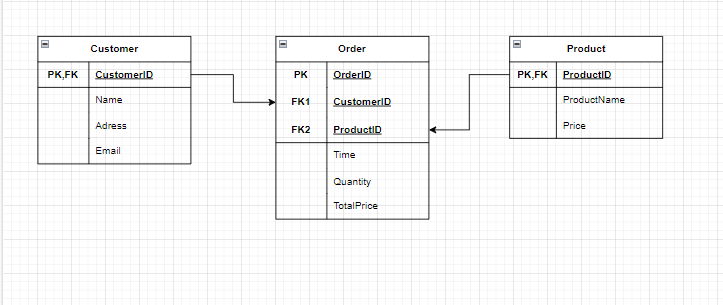 Customer
PK,FK CustomerID
Name
Adress
Email
Order
PK OrderID
FK1 CustomerID
FK2 ProductID
Time
Quantity
TotalPrice
Product
PK,FK ProductID
ProductName
Price